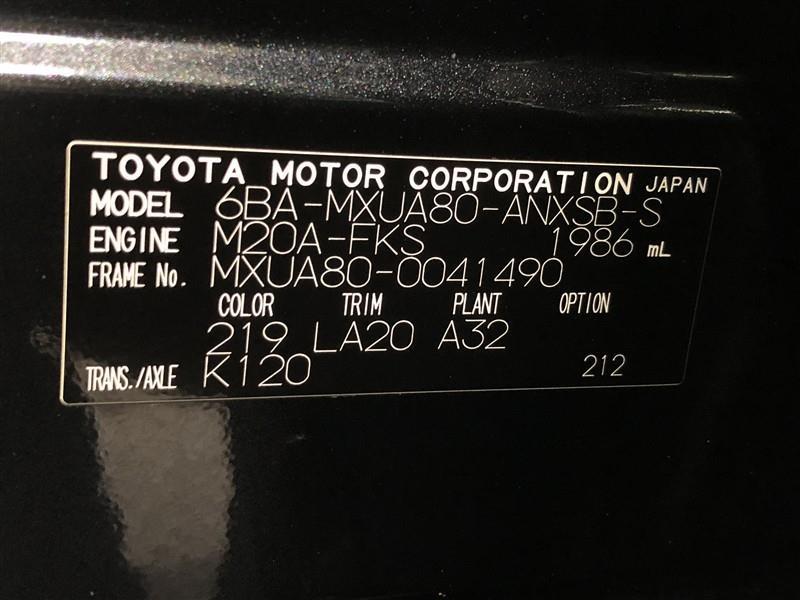 TOYOTA MOTOR CORPORATION JAPAN
MODEL 6BA-MXUA80-ANXSB-S
ENGINE M20A-FKS 1986 mL
FRAME No. MXUA80-0041490
COLOR TRIM PLANT OPTION
219 LA20 A32
TRANS./AXLE K120 212